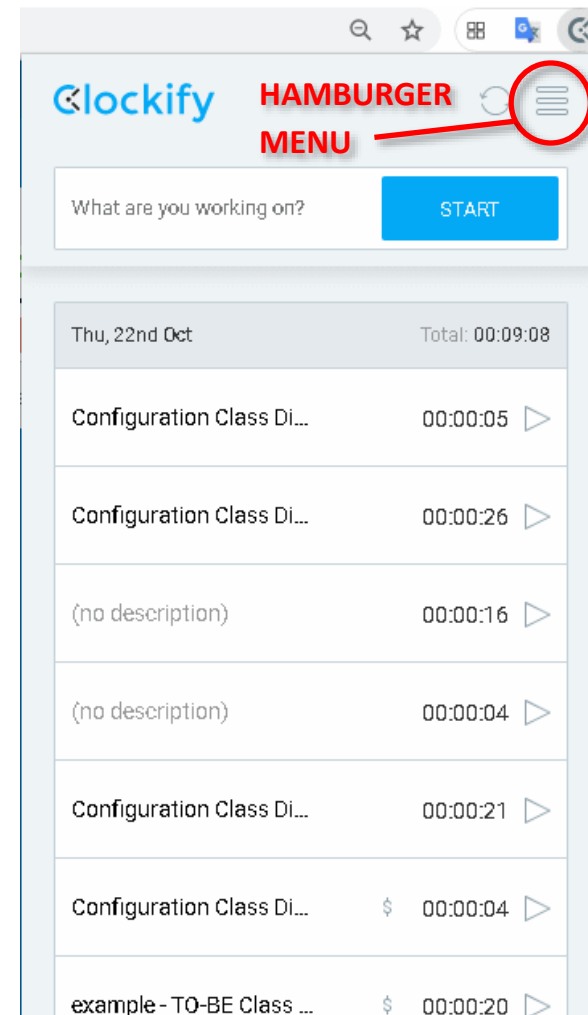 Clockify
HAMBURGER
MENU
What are you working on? START
Thu, 22nd Oct Total: 00:09:08
Configuration Class Di... 00:00:05
Configuration Class Di... 00:00:26
(no description) 00:00:16
(no description) 00:00:04
Configuration Class Di... 00:00:21
Configuration Class Di... $ 00:00:04
example - TO-BE Class ... $ 00:00:20